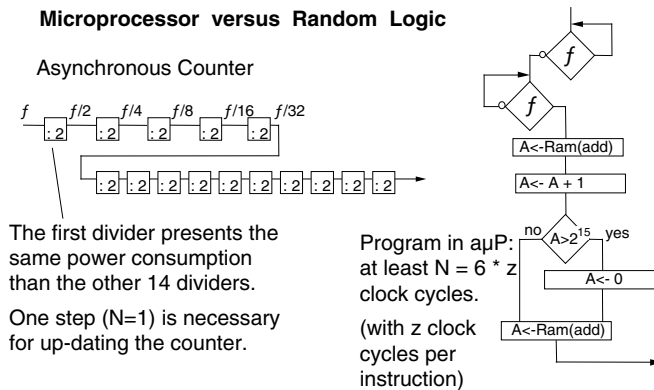 Microprocessor versus Random Logic
Asynchronous Counter
f f/2 f/4 f/8 f/16 f/32
: 2 : 2 : 2 : 2 : 2
: 2 : 2 : 2 : 2 : 2 : 2 : 2 : 2 : 2 : 2
The first divider presents the
same power consumption
than the other 14 dividers.
One step (N=1) is necessary
for up-dating the counter.
f
f
A<-Ram(add)
A<- A + 1
no A>2¹⁵ yes
A<- 0
A<-Ram(add)
Program in aµP:
at least N = 6 * z
clock cycles.
(with z clock
cycles per
instruction)